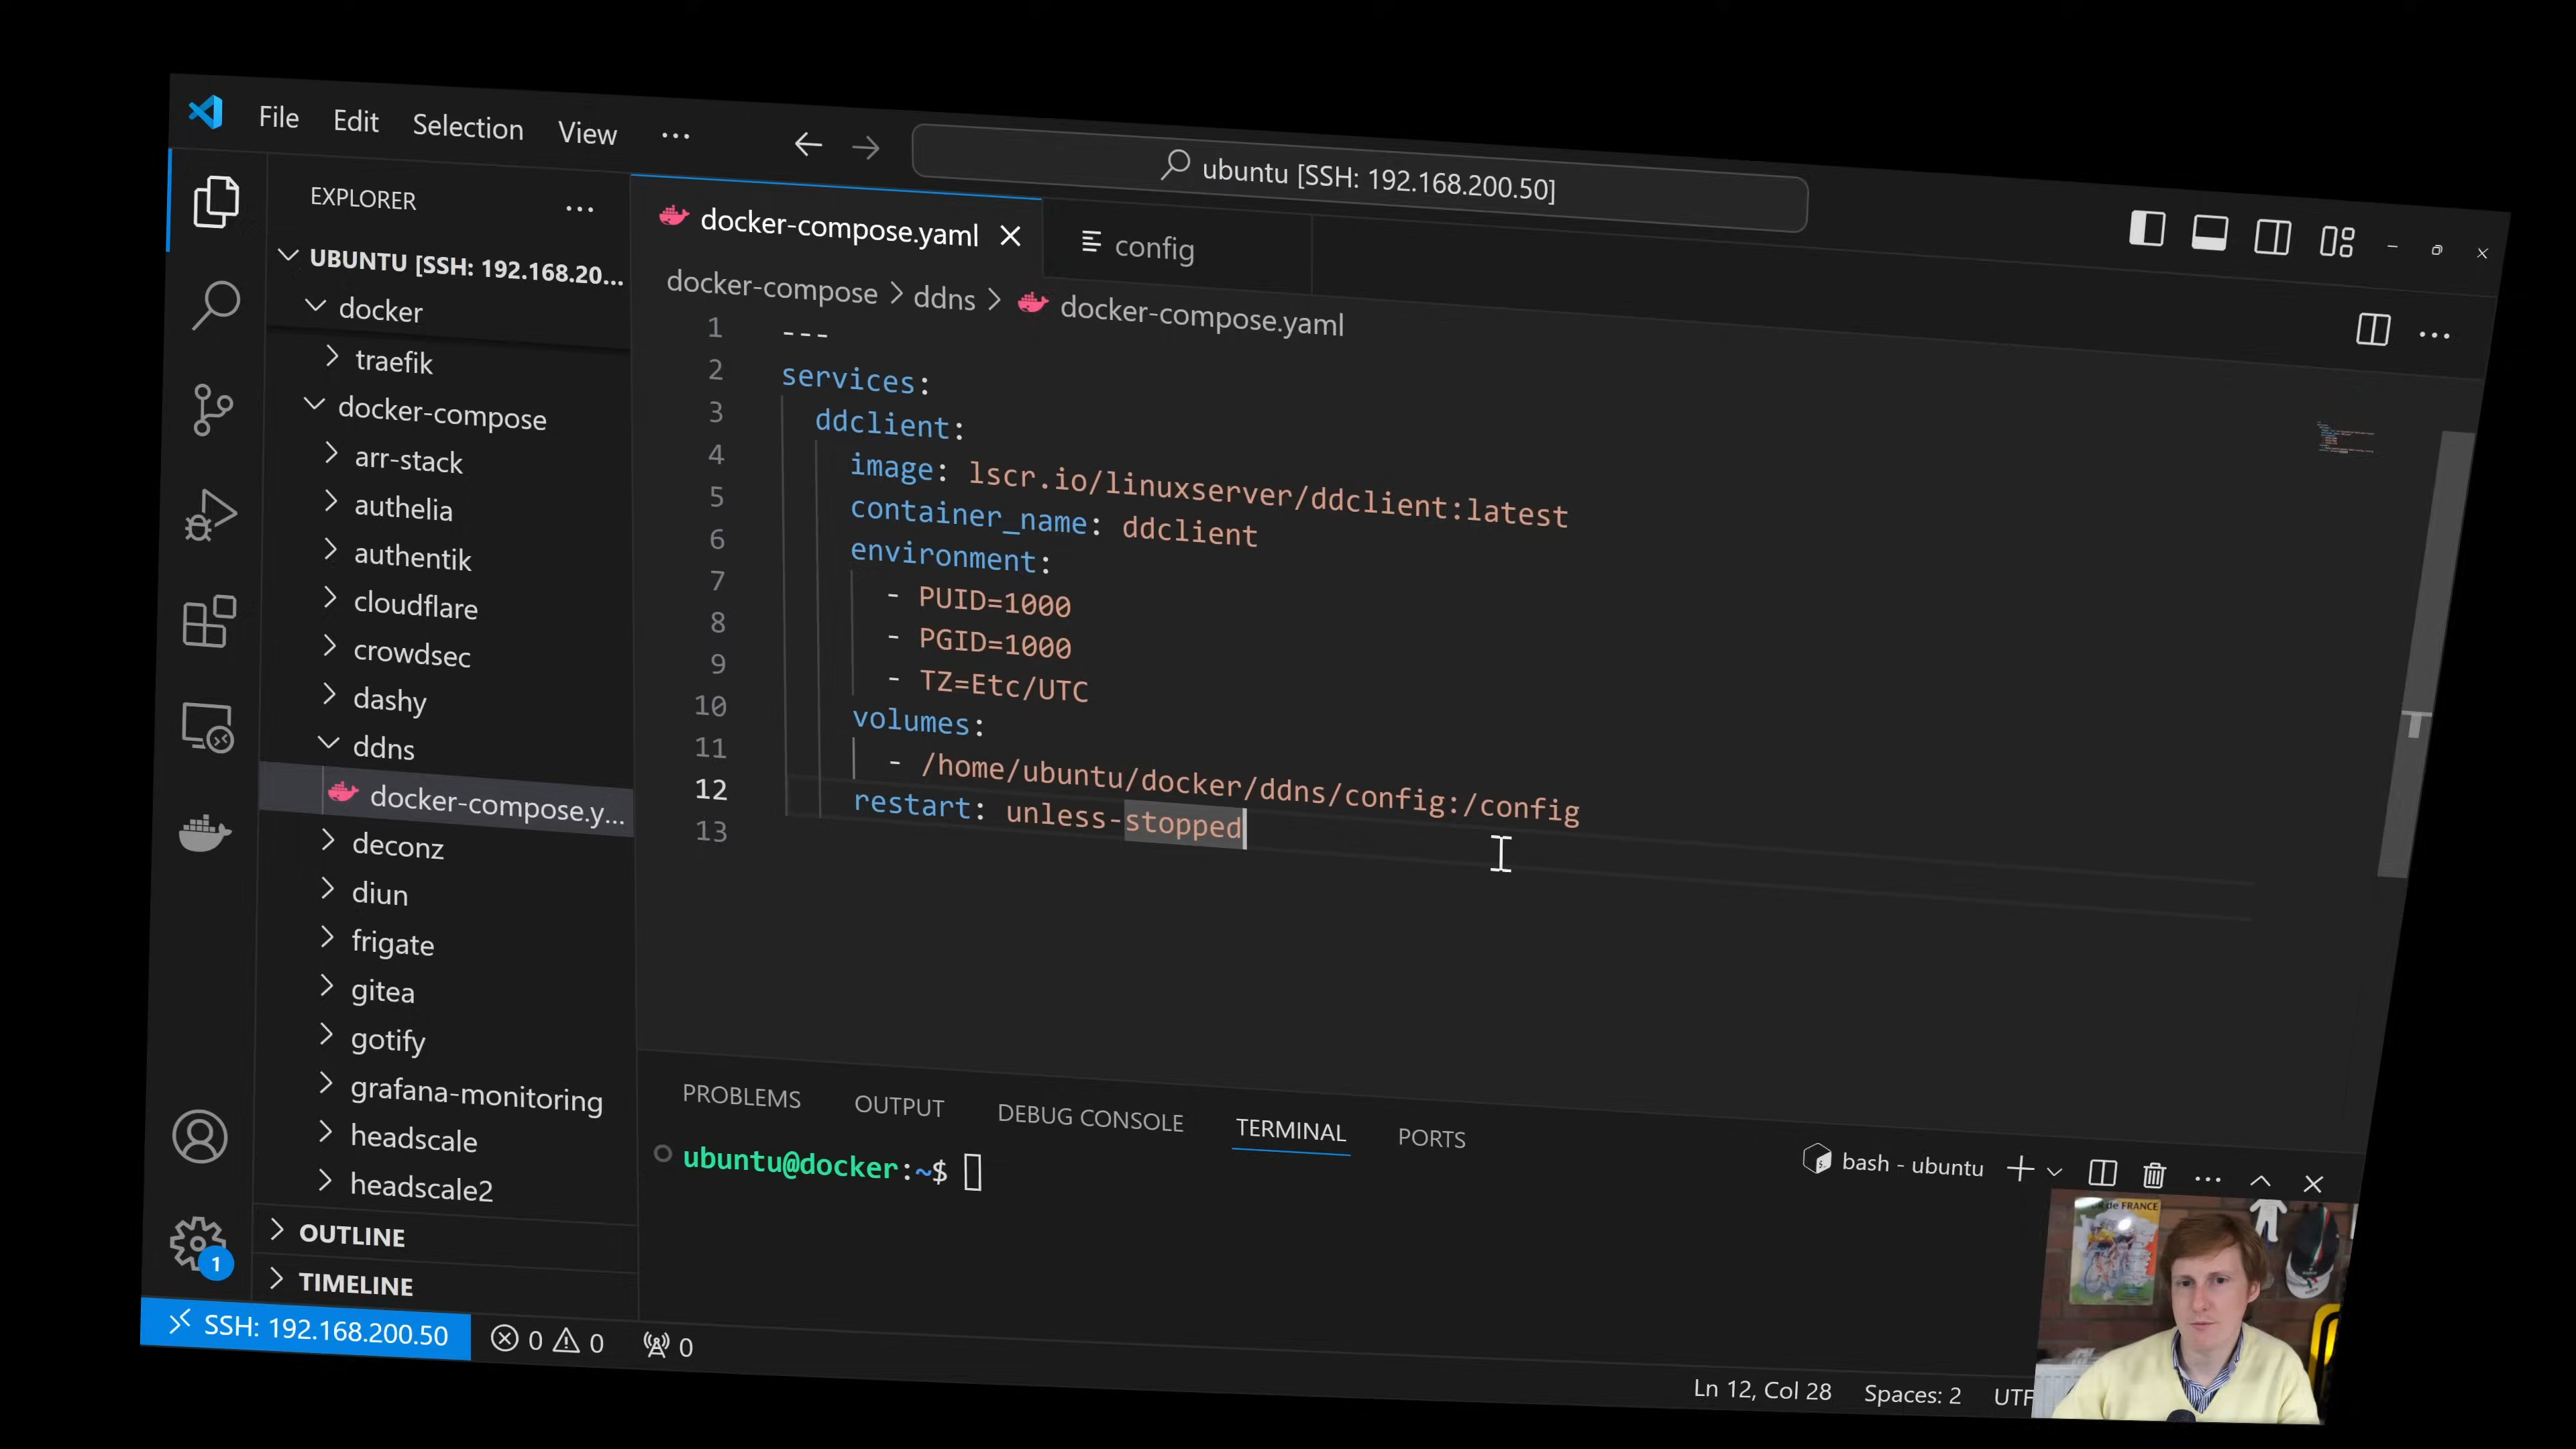 File Edit Selection View ...
ubuntu [SSH: 192.168.200.50]
EXPLORER ...
UBUNTU [SSH: 192.168.20...
docker
traefik
docker-compose
arr-stack
authelia
authentik
cloudflare
crowdsec
dashy
ddns
docker-compose.y...
deconz
diun
frigate
gitea
gotify
grafana-monitoring
headscale
headscale2
OUTLINE
TIMELINE
docker-compose.yaml
config
docker-compose > ddns > docker-compose.yaml
1 ---
2 services:
3 ddclient:
4 image: lscr.io/linuxserver/ddclient:latest
5 container_name: ddclient
6 environment:
7 - PUID=1000
8 - PGID=1000
9 - TZ=Etc/UTC
10 volumes:
11 - /home/ubuntu/docker/ddns/config:/config
12 restart: unless-stopped
13
PROBLEMS OUTPUT DEBUG CONSOLE TERMINAL PORTS
bash - ubuntu
ubuntu@docker:~$
DE FRANCE
1
SSH: 192.168.200.50 0 0 0
Ln 12, Col 28 Spaces: 2 UTF